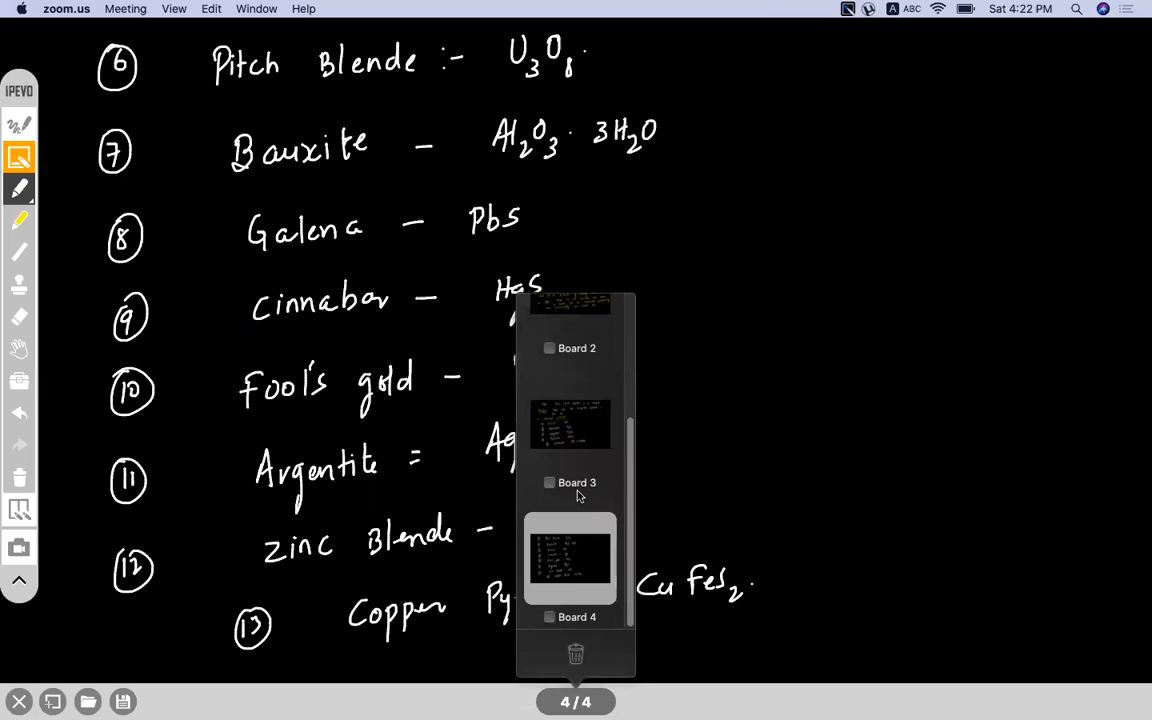 zoom.us Meeting View Edit Window Help
A ABC Sat 4:22 PM
IPEVO
6 Pitch Blende :- U3O8.
7 Bauxite - Al2O3 . 3H2O
8 Galena - PbS
9 Cinnabar - HgS
10 Fool's gold -
11 Argentite = Ag
12 Zinc Blende -
13 Copper Py CuFeS2.
Board 2
Board 3
Board 4
4 / 4